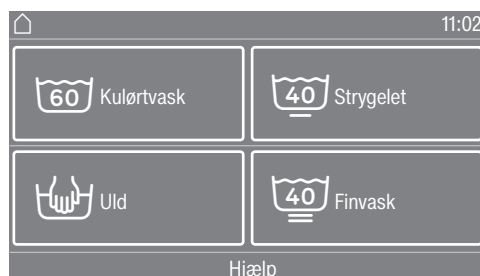 11:02
60 Kulørtvask
40 Strygelet
Uld
40 Finvask
Hjælp